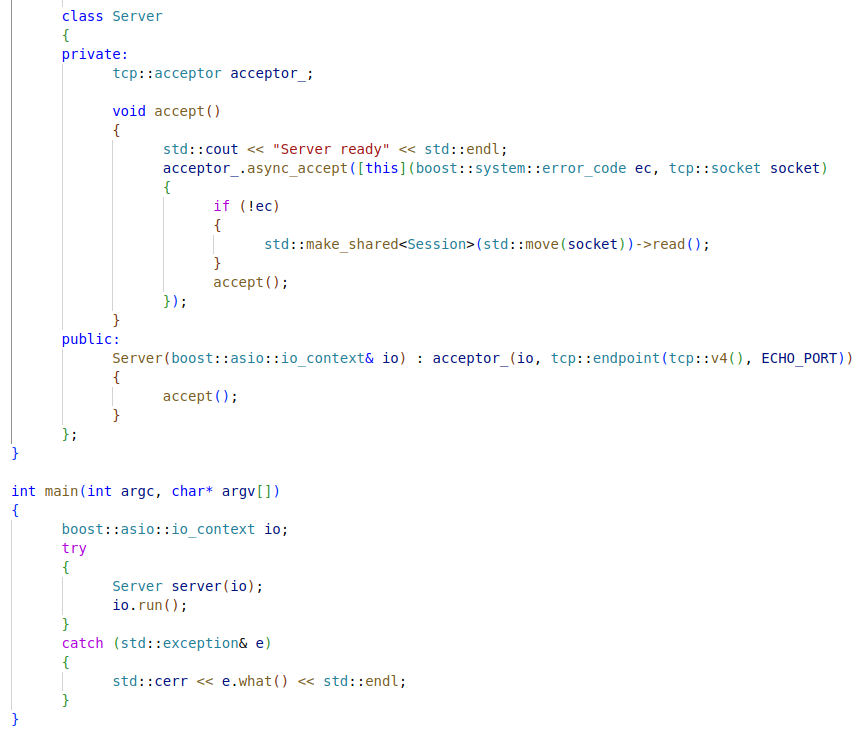 class Server
{
private:
tcp::acceptor acceptor_;
void accept()
{
std::cout << "Server ready" << std::endl;
acceptor_.async_accept([this](boost::system::error_code ec, tcp::socket socket)
{
if (!ec)
{
std::make_shared<Session>(std::move(socket))->read();
}
accept();
});
}
public:
Server(boost::asio::io_context& io) : acceptor_(io, tcp::endpoint(tcp::v4(), ECHO_PORT))
{
accept();
}
};
}
int main(int argc, char* argv[])
{
boost::asio::io_context io;
try
{
Server server(io);
io.run();
}
catch (std::exception& e)
{
std::cerr << e.what() << std::endl;
}
}